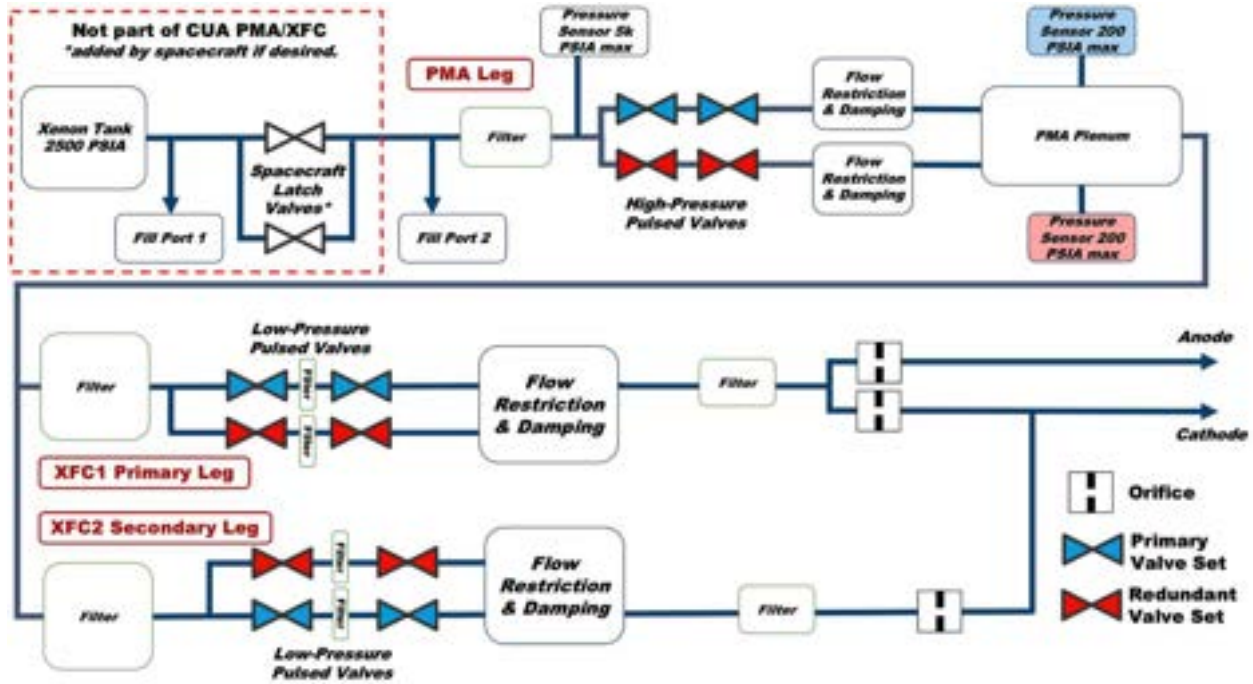 Not part of CUA PMA/XFC
*added by spacecraft if desired.
Xenon Tank
2500 PSIA
Spacecraft
Latch
Valves*
Fill Port 1
Fill Port 2
PMA Leg
Filter
Pressure
Sensor 5k
PSIA max
High-Pressure
Pulsed Valves
Flow
Restriction
& Damping
Flow
Restriction
& Damping
Pressure
Sensor 200
PSIA max
PMA Plenum
Pressure
Sensor 200
PSIA max
Filter
Low-Pressure
Pulsed Valves
Filter
Filter
Flow
Restriction
& Damping
Filter
Anode
Cathode
XFC1 Primary Leg
XFC2 Secondary Leg
Filter
Filter
Filter
Low-Pressure
Pulsed Valves
Flow
Restriction
& Damping
Filter
Orifice
Primary
Valve Set
Redundant
Valve Set